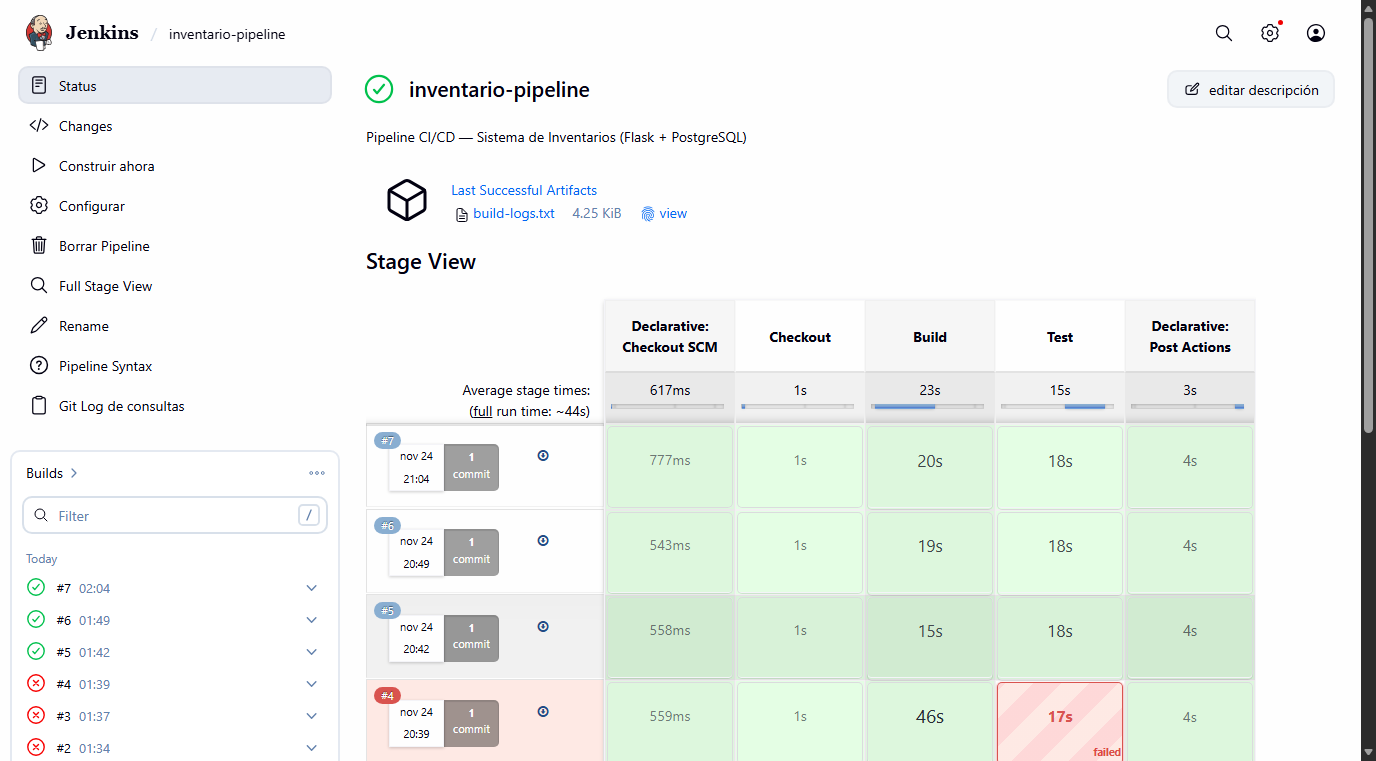 Jenkins / inventario-pipeline
Status
Changes
Construir ahora
Configurar
Borrar Pipeline
Full Stage View
Rename
Pipeline Syntax
Git Log de consultas
Builds
Filter /
Today
#7 02:04
#6 01:49
#5 01:42
#4 01:39
#3 01:37
#2 01:34
inventario-pipeline
editar descripción
Pipeline CI/CD — Sistema de Inventarios (Flask + PostgreSQL)
Last Successful Artifacts
build-logs.txt 4.25 KiB view
Stage View
Declarative: Checkout SCM
Checkout
Build
Test
Declarative: Post Actions
Average stage times:
(full run time: ~44s)
617ms 1s 23s 15s 3s
#7
nov 24
21:04
1
commit
777ms 1s 20s 18s 4s
#6
nov 24
20:49
1
commit
543ms 1s 19s 18s 4s
#5
nov 24
20:42
1
commit
558ms 1s 15s 18s 4s
#4
nov 24
20:39
1
commit
559ms 1s 46s 17s 4s
failed